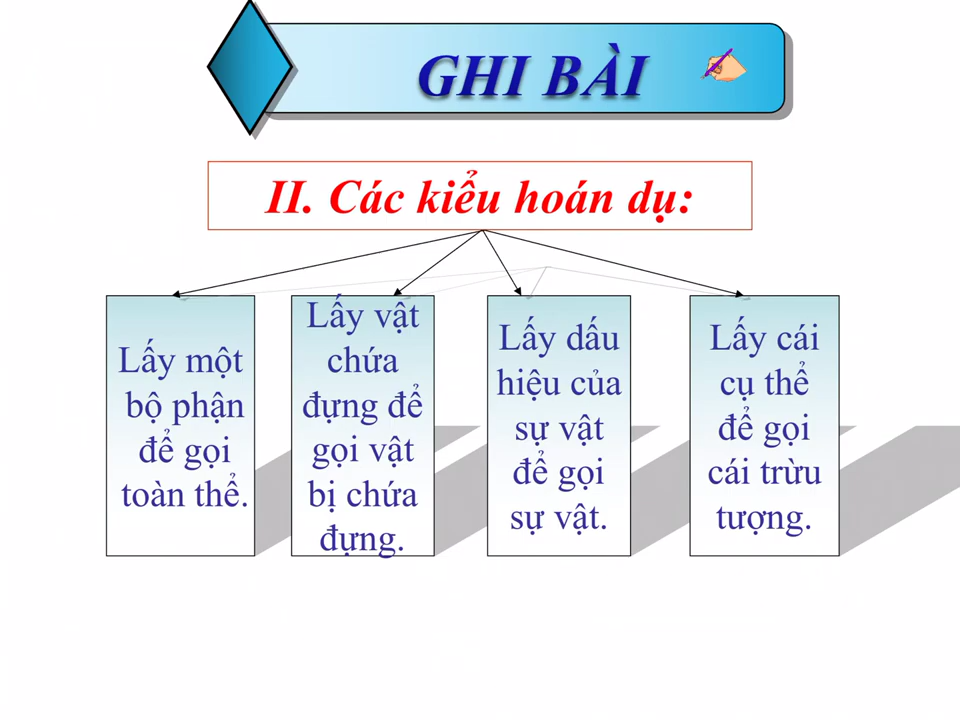 GHI BÀI
II. Các kiểu hoán dụ:
Lấy một
bộ phận
để gọi
toàn thể.
Lấy vật
chứa
đựng để
gọi vật
bị chứa
đựng.
Lấy dấu
hiệu của
sự vật
để gọi
sự vật.
Lấy cái
cụ thể
để gọi
cái trừu
tượng.